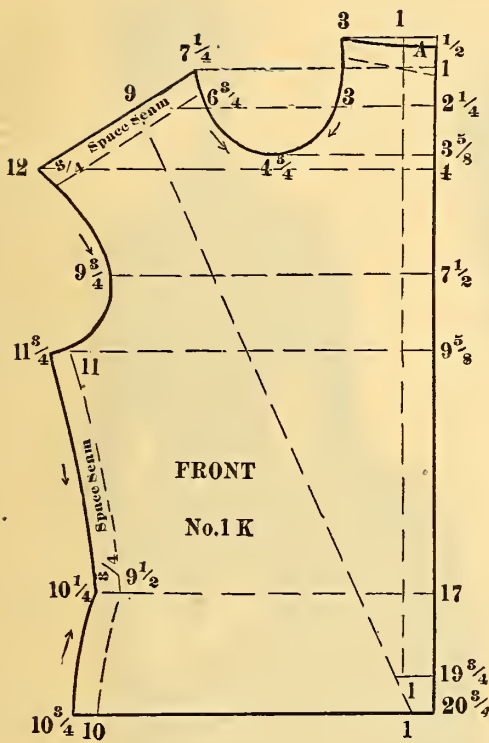 3 1
1/2
A
7 1/4
1
9
6 3/4 3 2 1/4
Space Seam
3 5/8
12 3/4 4 3/4 4
9 3/4 7 1/2
11 3/4 11 9 5/8
FRONT
Space Seam
No.1 K
3/4
10 1/4 9 1/2 17
19 3/4
1
10 3/4 10 1 20 3/4